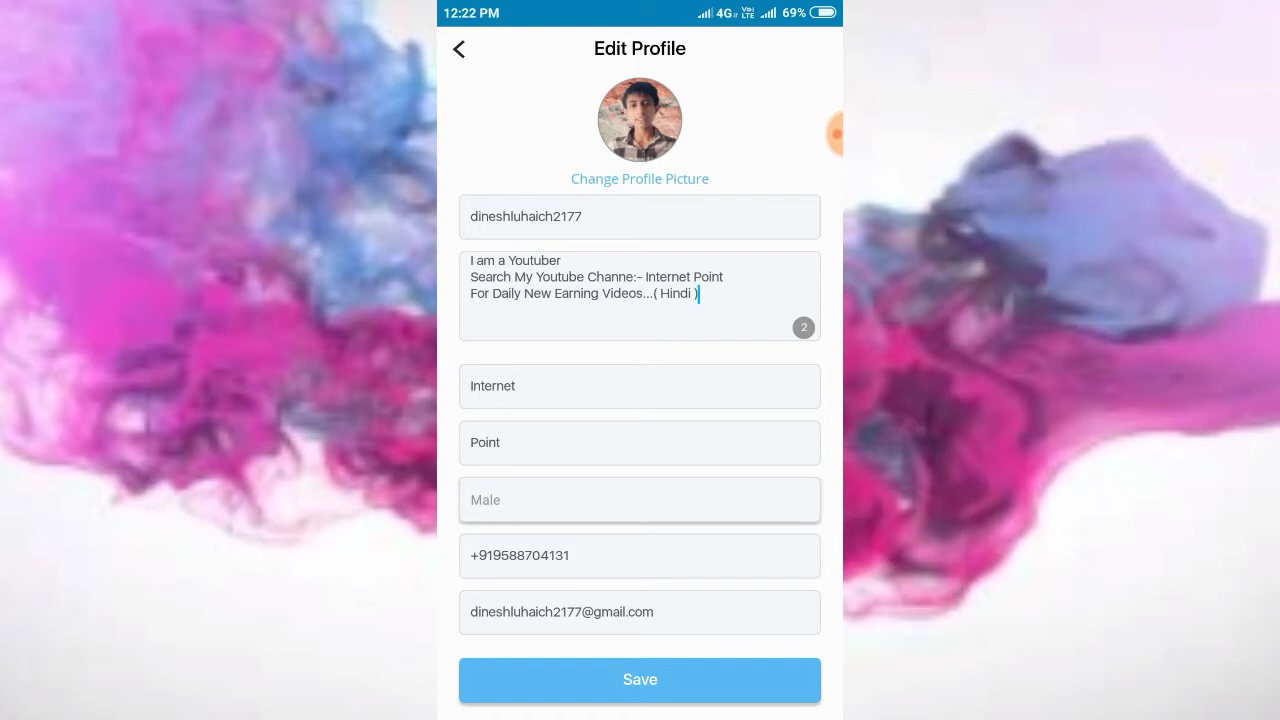 12:22 PM 4G VoLTE 69%
Edit Profile
Change Profile Picture
dineshluhaich2177
I am a Youtuber
Search My Youtube Channe:- Internet Point
For Daily New Earning Videos...( Hindi )
2
Internet
Point
Male
+919588704131
dineshluhaich2177@gmail.com
Save